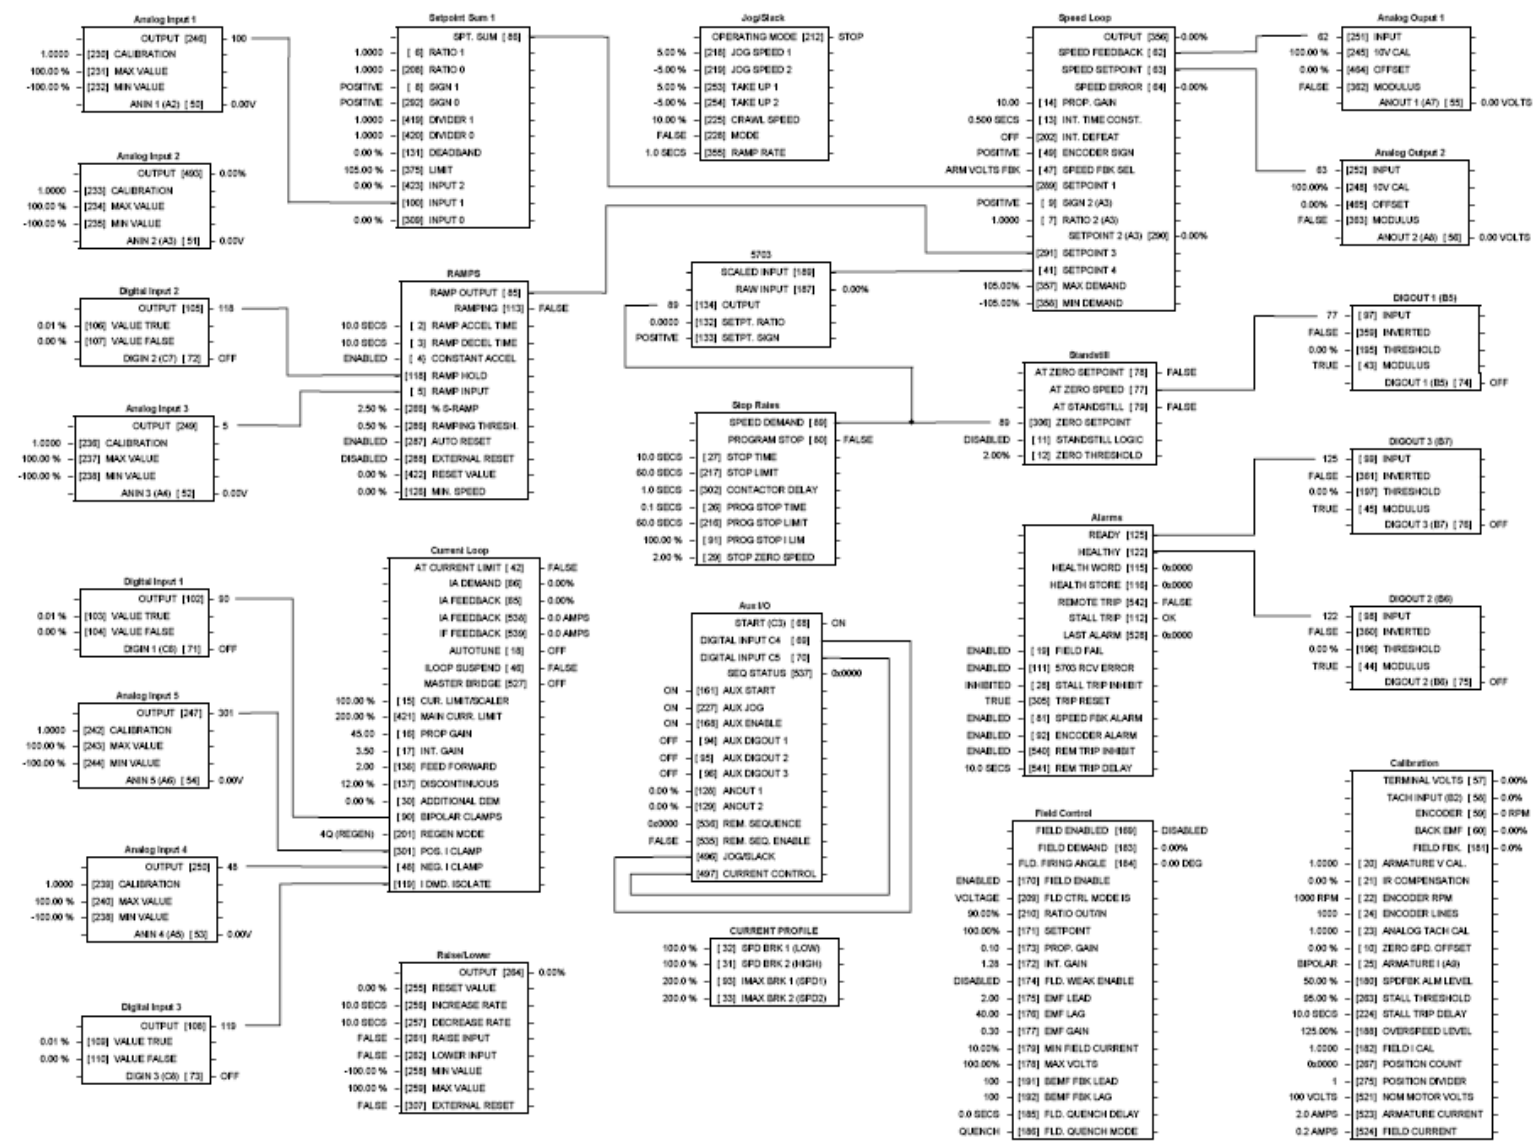 Analog Input 1
OUTPUT [246] 100
1.0000 [230] CALIBRATION
100.00 % [231] MAX VALUE
-100.00 % [232] MIN VALUE
ANIN 1 (A2) [50] 0.00V
Analog Input 2
OUTPUT [493] 0.00%
1.0000 [233] CALIBRATION
100.00 % [234] MAX VALUE
-100.00 % [235] MIN VALUE
ANIN 2 (A3) [51] 0.00V
Digital Input 2
OUTPUT [105] 118
0.01 % [106] VALUE TRUE
0.00 % [107] VALUE FALSE
DIGIN 2 (C7) [72] OFF
Analog Input 3
OUTPUT [249] 5
1.0000 [236] CALIBRATION
100.00 % [237] MAX VALUE
-100.00 % [238] MIN VALUE
ANIN 3 (A4) [52] 0.00V
Digital Input 1
OUTPUT [102] 90
0.01 % [103] VALUE TRUE
0.00 % [104] VALUE FALSE
DIGIN 1 (C6) [71] OFF
Analog Input 5
OUTPUT [247] 301
1.0000 [242] CALIBRATION
100.00 % [243] MAX VALUE
-100.00 % [244] MIN VALUE
ANIN 5 (A6) [54] 0.00V
Analog Input 4
OUTPUT [250] 48
1.0000 [239] CALIBRATION
100.00 % [240] MAX VALUE
-100.00 % [238] MIN VALUE
ANIN 4 (A5) [53] 0.00V
Digital Input 3
OUTPUT [108] 119
0.01 % [109] VALUE TRUE
0.00 % [110] VALUE FALSE
DIGIN 3 (C8) [73] OFF
Setpoint Sum 1
SPT. SUM [86]
1.0000 [ 6] RATIO 1
1.0000 [208] RATIO 0
POSITIVE [ 8] SIGN 1
POSITIVE [292] SIGN 0
1.0000 [419] DIVIDER 1
1.0000 [420] DIVIDER 0
0.00 % [131] DEADBAND
105.00 % [375] LIMIT
0.00 % [423] INPUT 2
[100] INPUT 1
0.00 % [309] INPUT 0
RAMPS
RAMP OUTPUT [85]
RAMPING [113] FALSE
10.0 SECS [ 2] RAMP ACCEL TIME
10.0 SECS [ 3] RAMP DECEL TIME
ENABLED [ 4] CONSTANT ACCEL
[118] RAMP HOLD
[ 5] RAMP INPUT
2.50 % [266] % S-RAMP
0.50 % [286] RAMPING THRESH.
ENABLED [287] AUTO RESET
DISABLED [288] EXTERNAL RESET
0.00 % [422] RESET VALUE
0.00 % [126] MIN. SPEED
Current Loop
AT CURRENT LIMIT [ 42] FALSE
IA DEMAND [66] 0.00%
IA FEEDBACK [65] 0.00%
IA FEEDBACK [538] 0.0 AMPS
IF FEEDBACK [539] 0.0 AMPS
AUTOTUNE [ 18] OFF
ILOOP SUSPEND [ 46] FALSE
MASTER BRIDGE [527] OFF
100.00 % [ 15] CUR. LIMIT/SCALER
200.00 % [421] MAIN CURR. LIMIT
45.00 [ 16] PROP GAIN
3.50 [ 17] INT. GAIN
2.00 [136] FEED FORWARD
12.00 % [137] DISCONTINUOUS
0.00 % [ 30] ADDITIONAL DEM
[ 90] BIPOLAR CLAMPS
4Q (REGEN) [201] REGEN MODE
[301] POS. I CLAMP
[ 48] NEG. I CLAMP
[119] I DMD. ISOLATE
Raise/Lower
OUTPUT [264] 0.00%
0.00 % [255] RESET VALUE
10.0 SECS [256] INCREASE RATE
10.0 SECS [257] DECREASE RATE
FALSE [261] RAISE INPUT
FALSE [262] LOWER INPUT
-100.00 % [258] MIN VALUE
100.00 % [259] MAX VALUE
FALSE [307] EXTERNAL RESET
Jog/Slack
OPERATING MODE [212] STOP
5.00 % [218] JOG SPEED 1
-5.00 % [219] JOG SPEED 2
5.00 % [253] TAKE UP 1
-5.00 % [254] TAKE UP 2
10.00 % [225] CRAWL SPEED
FALSE [228] MODE
1.0 SECS [355] RAMP RATE
5703
SCALED INPUT [189]
RAW INPUT [187] 0.00%
89 [134] OUTPUT
0.0000 [132] SETPT. RATIO
POSITIVE [133] SETPT. SIGN
Stop Rates
SPEED DEMAND [ 89]
PROGRAM STOP [ 80] FALSE
10.0 SECS [ 27] STOP TIME
60.0 SECS [217] STOP LIMIT
1.0 SECS [302] CONTACTOR DELAY
0.1 SECS [ 26] PROG STOP TIME
60.0 SECS [216] PROG STOP LIMIT
100.00 % [ 91] PROG STOP I LIM
2.00 % [ 29] STOP ZERO SPEED
Aux I/O
START (C3) [ 68] ON
DIGITAL INPUT C4 [ 69]
DIGITAL INPUT C5 [ 70]
SEQ STATUS [537] 0x0000
ON [161] AUX START
ON [227] AUX JOG
ON [168] AUX ENABLE
OFF [ 94] AUX DIGOUT 1
OFF [ 95] AUX DIGOUT 2
OFF [ 96] AUX DIGOUT 3
0.00 % [128] ANOUT 1
0.00 % [129] ANOUT 2
0x0000 [536] REM. SEQUENCE
FALSE [535] REM. SEQ. ENABLE
[496] JOG/SLACK
[497] CURRENT CONTROL
CURRENT PROFILE
100.0 % [ 32] SPD BRK 1 (LOW)
100.0 % [ 31] SPD BRK 2 (HIGH)
200.0 % [ 93] IMAX BRK 1 (SPD1)
200.0 % [ 33] IMAX BRK 2 (SPD2)
Speed Loop
OUTPUT [356] 0.00%
SPEED FEEDBACK [ 62]
SPEED SETPOINT [ 63]
SPEED ERROR [ 64] 0.00%
10.00 [ 14] PROP. GAIN
0.500 SECS [ 13] INT. TIME CONST.
OFF [202] INT. DEFEAT
POSITIVE [ 49] ENCODER SIGN
ARM VOLTS FBK [ 47] SPEED FBK SEL
[289] SETPOINT 1
POSITIVE [ 9] SIGN 2 (A3)
1.0000 [ 7] RATIO 2 (A3)
SETPOINT 2 (A3) [290] 0.00%
[291] SETPOINT 3
[ 41] SETPOINT 4
105.00% [357] MAX DEMAND
-105.00% [358] MIN DEMAND
Standstill
AT ZERO SETPOINT [ 78] FALSE
AT ZERO SPEED [ 77]
AT STANDSTILL [ 79] FALSE
89 [306] ZERO SETPOINT
DISABLED [ 11] STANDSTILL LOGIC
2.00% [ 12] ZERO THRESHOLD
Alarms
READY [125]
HEALTHY [122]
HEALTH WORD [115] 0x0000
HEALTH STORE [116] 0x0000
REMOTE TRIP [542] FALSE
STALL TRIP [112] OK
LAST ALARM [528] 0x0000
ENABLED [ 19] FIELD FAIL
ENABLED [111] 5703 RCV ERROR
INHIBITED [ 28] STALL TRIP INHIBIT
TRUE [305] TRIP RESET
ENABLED [ 81] SPEED FBK ALARM
ENABLED [ 92] ENCODER ALARM
ENABLED [540] REM TRIP INHIBIT
10.0 SECS [541] REM TRIP DELAY
Field Control
FIELD ENABLED [169] DISABLED
FIELD DEMAND [183] 0.00%
FLD. FIRING ANGLE [184] 0.00 DEG
ENABLED [170] FIELD ENABLE
VOLTAGE [209] FLD CTRL MODE IS
90.00% [210] RATIO OUT/IN
100.00% [171] SETPOINT
0.10 [173] PROP. GAIN
1.28 [172] INT. GAIN
DISABLED [174] FLD. WEAK ENABLE
2.00 [175] EMF LEAD
40.00 [176] EMF LAG
0.30 [177] EMF GAIN
10.00% [179] MIN FIELD CURRENT
100.00% [178] MAX VOLTS
100 [191] BEMF FBK LEAD
100 [192] BEMF FBK LAG
0.0 SECS [185] FLD. QUENCH DELAY
QUENCH [186] FLD. QUENCH MODE
Analog Ouput 1
62 [251] INPUT
100.00 % [245] 10V CAL
0.00 % [464] OFFSET
FALSE [362] MODULUS
ANOUT 1 (A7) [ 55] 0.00 VOLTS
Analog Output 2
63 [252] INPUT
100.00% [248] 10V CAL
0.00% [465] OFFSET
FALSE [363] MODULUS
ANOUT 2 (A8) [ 56] 0.00 VOLTS
DIGOUT 1 (B5)
77 [ 97] INPUT
FALSE [359] INVERTED
0.00 % [195] THRESHOLD
TRUE [ 43] MODULUS
DIGOUT 1 (B5) [ 74] OFF
DIGOUT 3 (B7)
125 [ 99] INPUT
FALSE [361] INVERTED
0.00 % [197] THRESHOLD
TRUE [ 45] MODULUS
DIGOUT 3 (B7) [ 76] OFF
DIGOUT 2 (B6)
122 [ 98] INPUT
FALSE [360] INVERTED
0.00 % [196] THRESHOLD
TRUE [ 44] MODULUS
DIGOUT 2 (B6) [ 75] OFF
Calibration
TERMINAL VOLTS [ 57] 0.00%
TACH INPUT (B2) [ 58] 0.0%
ENCODER [ 59] 0 RPM
BACK EMF [ 60] 0.00%
FIELD FBK. [181] 0.0%
1.0000 [ 20] ARMATURE V CAL.
0.00 % [ 21] IR COMPENSATION
1000 RPM [ 22] ENCODER RPM
1000 [ 24] ENCODER LINES
1.0000 [ 23] ANALOG TACH CAL
0.00 % [ 10] ZERO SPD. OFFSET
BIPOLAR [ 25] ARMATURE I (A9)
50.00 % [180] SPDFBK ALM LEVEL
95.00 % [263] STALL THRESHOLD
10.0 SECS [224] STALL TRIP DELAY
125.00% [188] OVERSPEED LEVEL
1.0000 [182] FIELD I CAL
0x0000 [267] POSITION COUNT
1 [275] POSITION DIVIDER
100 VOLTS [521] NOM MOTOR VOLTS
2.0 AMPS [523] ARMATURE CURRENT
0.2 AMPS [524] FIELD CURRENT